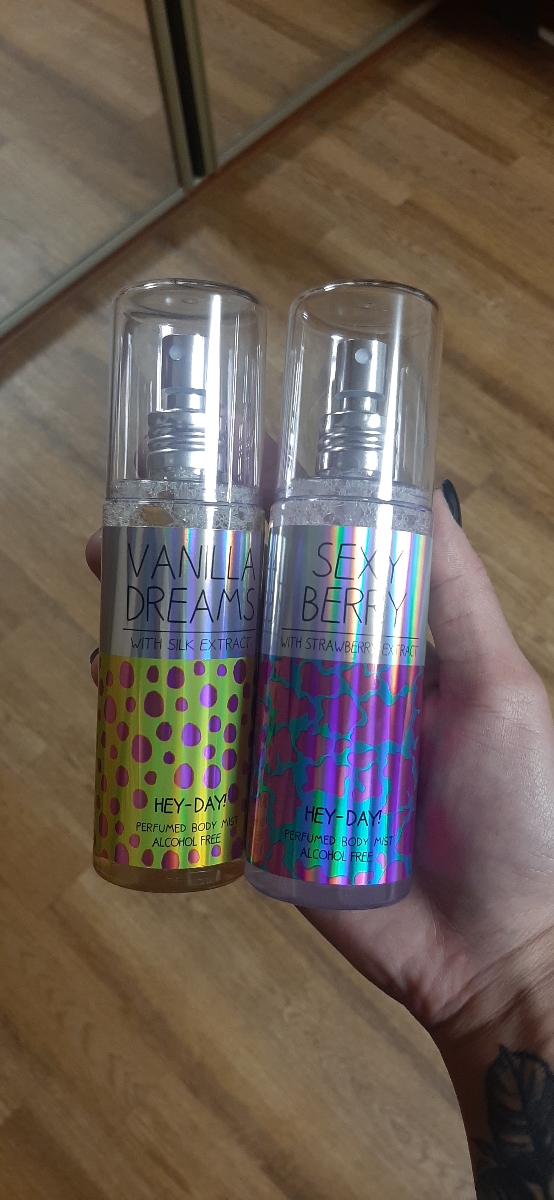 VANILLA
DREAMS
WITH SILK EXTRACT
HEY-DAY!
PERFUMED BODY MIST
ALCOHOL FREE
SEXY
BERRY
WITH STRAWBERRY EXTRACT
HEY-DAY!
PERFUMED BODY MIST
ALCOHOL FREE